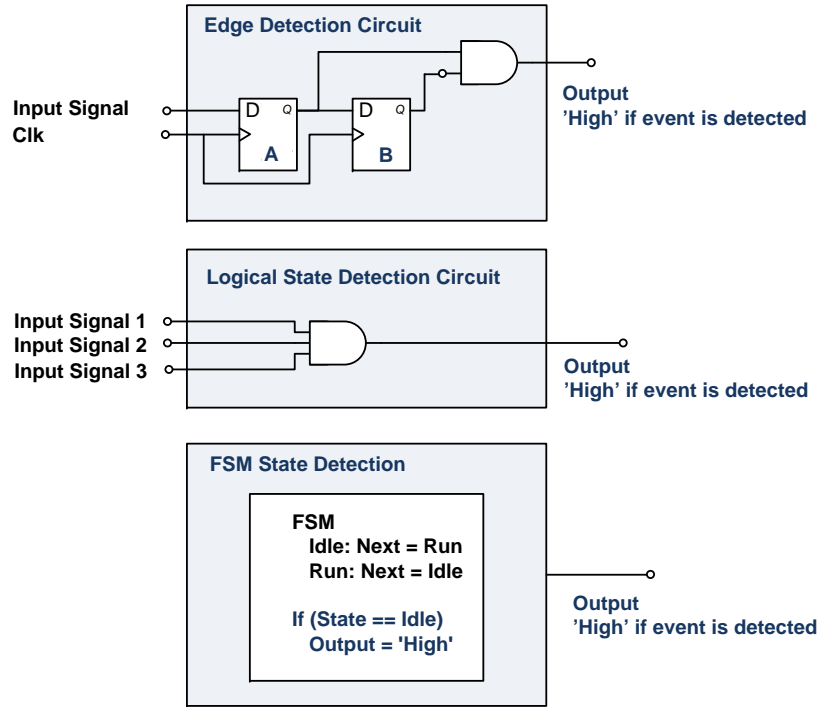 Edge Detection Circuit
Input Signal
Clk
D Q
A
D Q
B
Output
’High’ if event is detected
Logical State Detection Circuit
Input Signal 1
Input Signal 2
Input Signal 3
Output
’High’ if event is detected
FSM State Detection
FSM
Idle: Next = Run
Run: Next = Idle
If (State == Idle)
Output = 'High'
Output
’High’ if event is detected